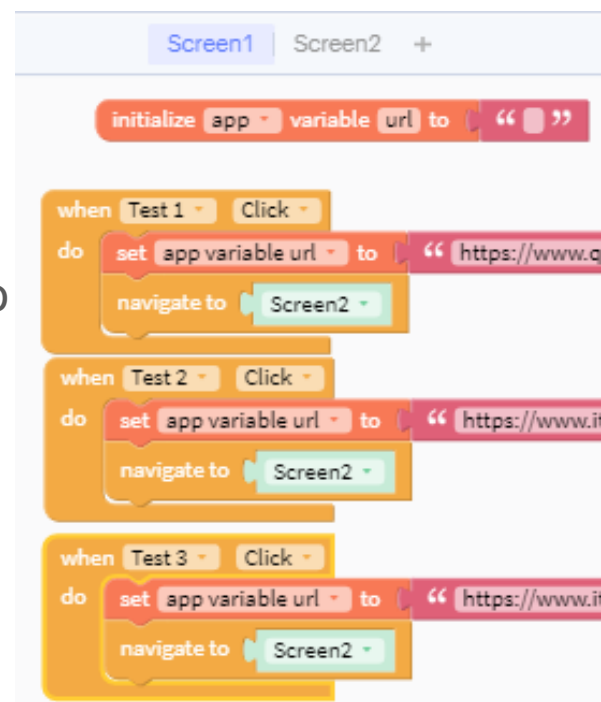 Screen1 Screen2 +
initialize app variable url to “ ”
when Test 1 Click
do set app variable url to “ https://www.q
navigate to Screen2
when Test 2 Click
do set app variable url to “ https://www.it
navigate to Screen2
when Test 3 Click
do set app variable url to “ https://www.it
navigate to Screen2